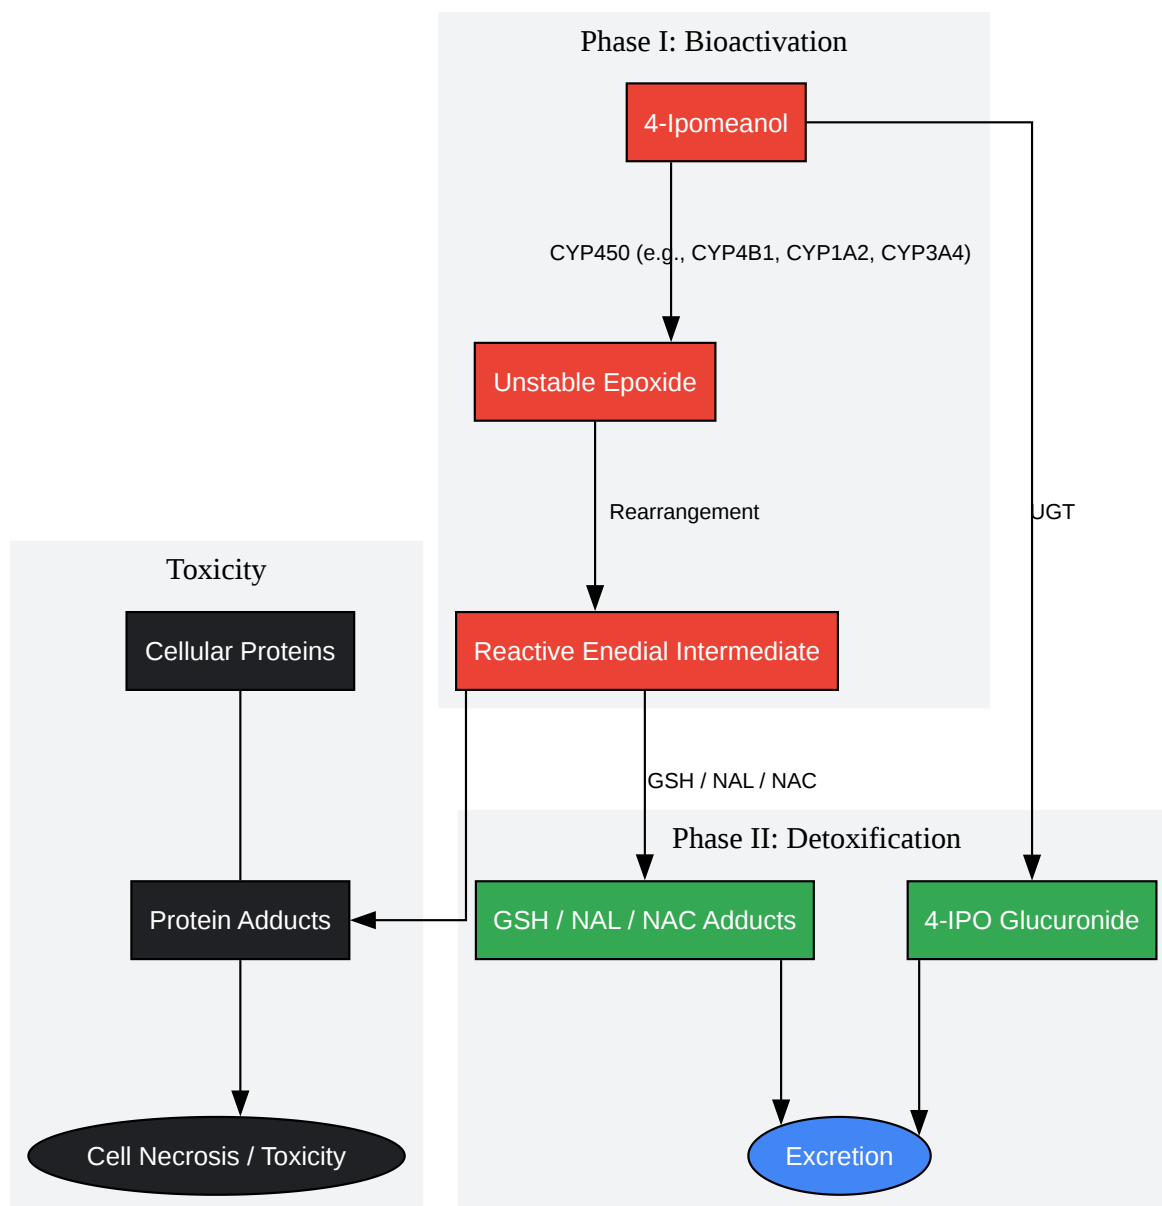 Phase I: Bioactivation
4-Ipomeanol
CYP450 (e.g., CYP4B1, CYP1A2, CYP3A4)
Unstable Epoxide
Rearrangement
UGT
Toxicity
Cellular Proteins
Reactive Enedial Intermediate
GSH / NAL / NAC
Phase II: Detoxification
Protein Adducts
GSH / NAL / NAC Adducts
4-IPO Glucuronide
Cell Necrosis / Toxicity
Excretion